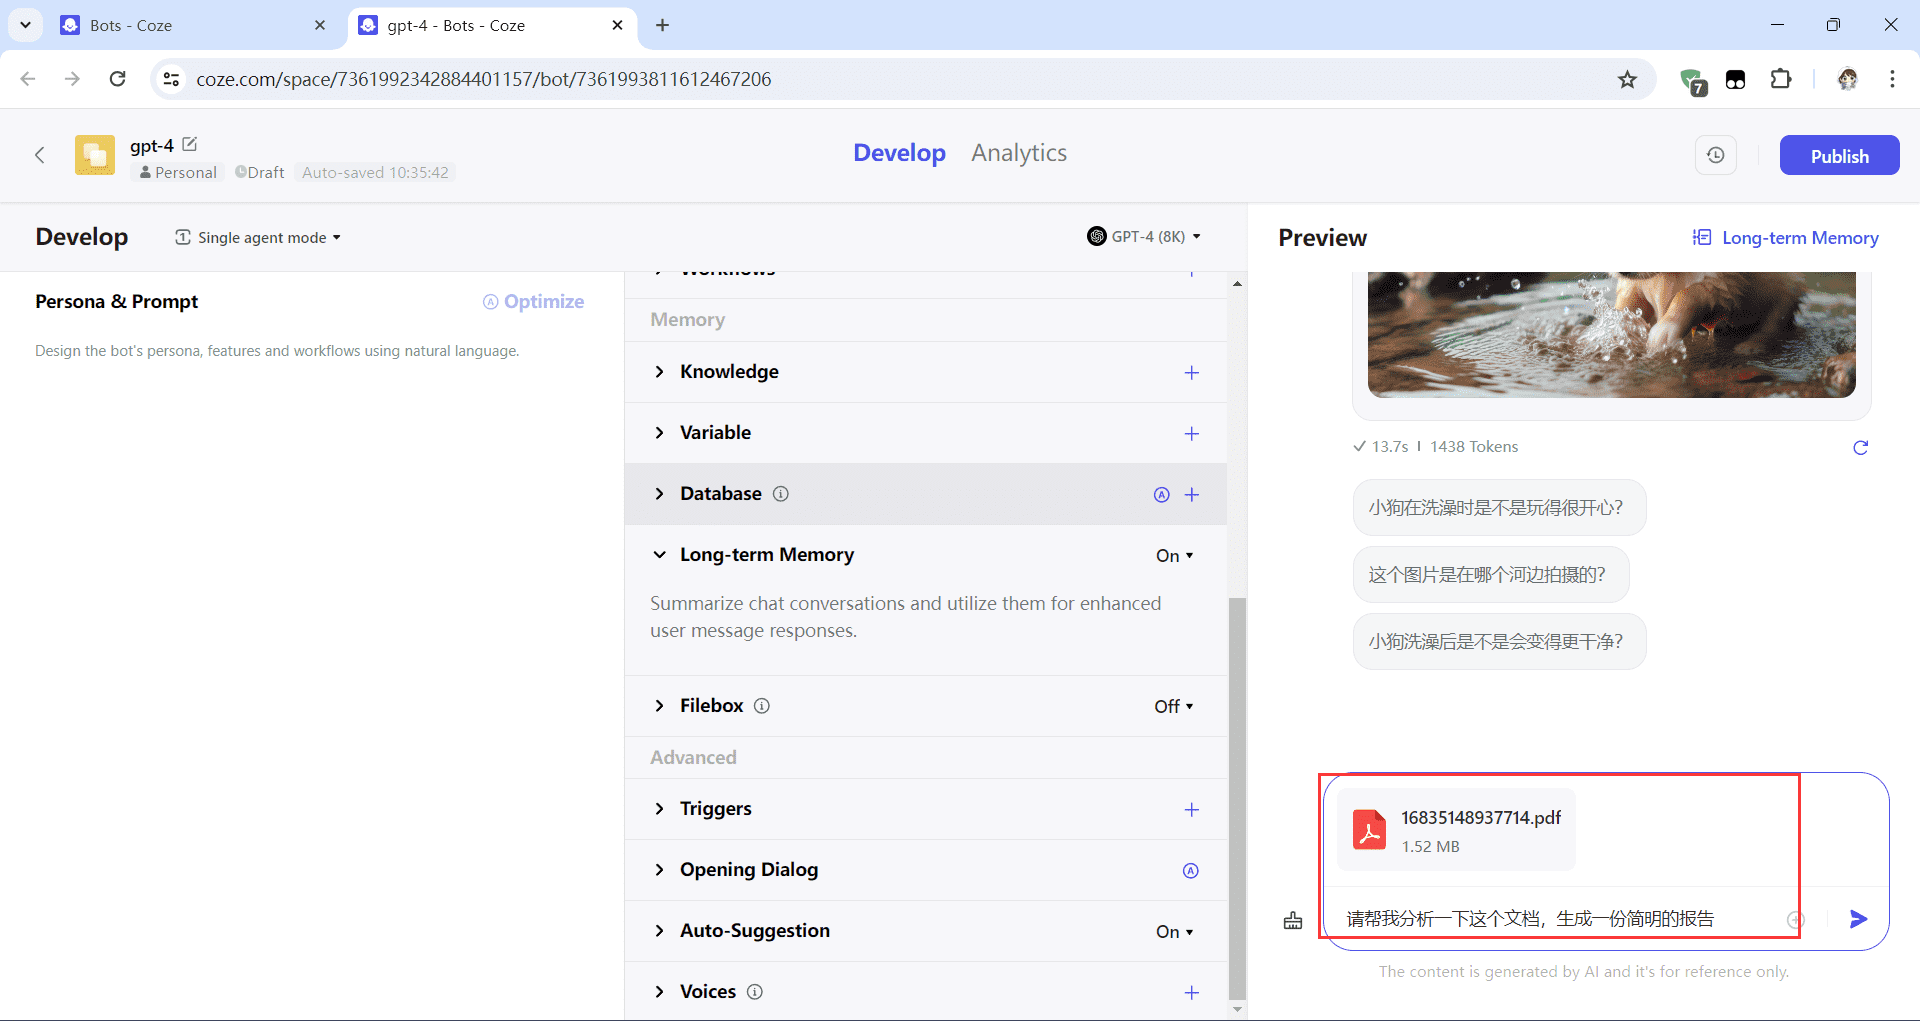 Bots - Coze
gpt-4 - Bots - Coze
coze.com/space/7361992342884401157/bot/7361993811612467206
7
gpt-4
Personal
Draft
Auto-saved 10:35:42
Develop
Analytics
Publish
Develop
Single agent mode
GPT-4 (8K)
Preview
Long-term Memory
Persona & Prompt
Optimize
Design the bot's persona, features and workflows using natural language.
Workflows
Memory
Knowledge
Variable
Database
Long-term Memory
On
Summarize chat conversations and utilize them for enhanced
user message responses.
Filebox
Off
Advanced
Triggers
Opening Dialog
Auto-Suggestion
On
Voices
13.7s
1438 Tokens
小狗在洗澡时是不是玩得很开心?
这个图片是在哪个河边拍摄的?
小狗洗澡后是不是会变得更干净?
16835148937714.pdf
1.52 MB
请帮我分析一下这个文档，生成一份简明的报告
The content is generated by AI and it's for reference only.